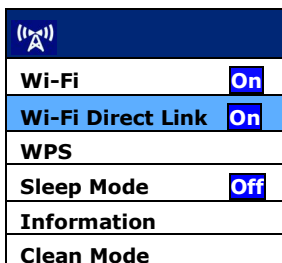 Wi-Fi On
Wi-Fi Direct Link On
WPS
Sleep Mode Off
Information
Clean Mode